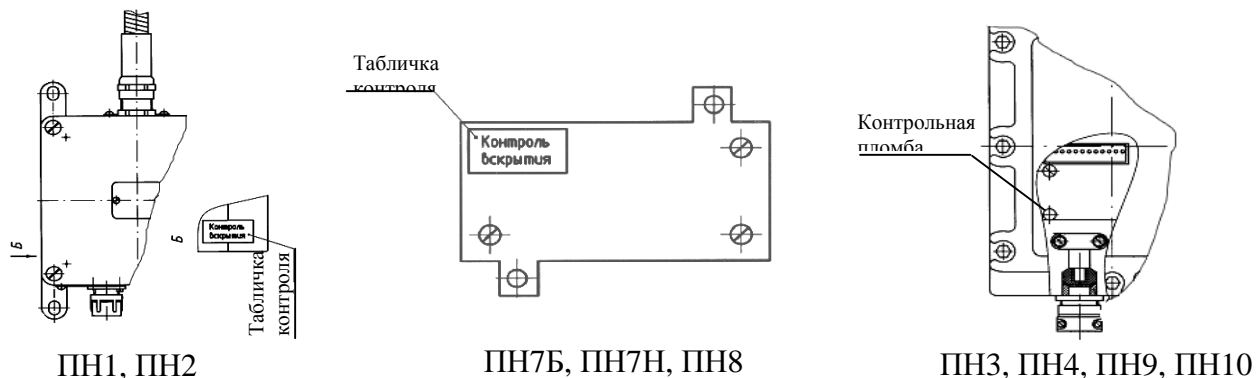 Табличка
контроля
Контроль
вскрытия
Контрольная
пломба
Б
Б
Контроль
вскрытия
Табличка
контроля
ПН1, ПН2
ПН7Б, ПН7Н, ПН8
ПН3, ПН4, ПН9, ПН10